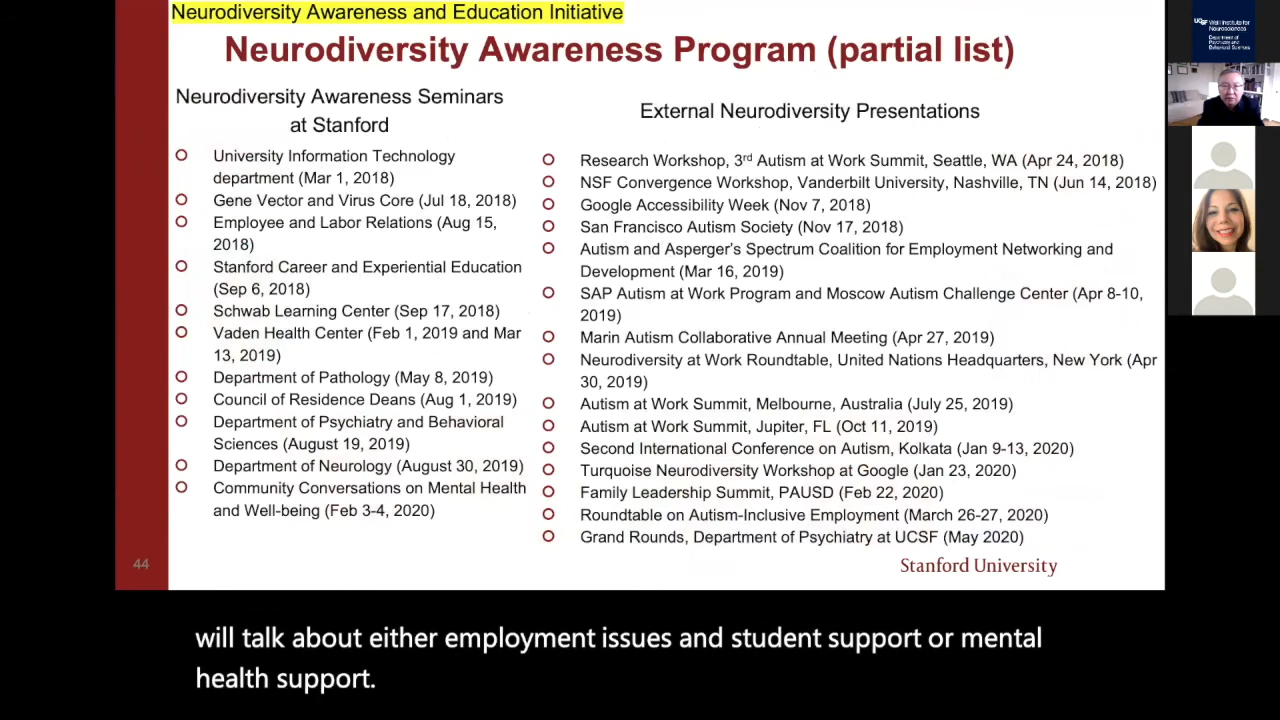 Neurodiversity Awareness and Education Initiative
Neurodiversity Awareness Program (partial list)
Neurodiversity Awareness Seminars
at Stanford
University Information Technology
department (Mar 1, 2018)
Gene Vector and Virus Core (Jul 18, 2018)
Employee and Labor Relations (Aug 15,
2018)
Stanford Career and Experiential Education
(Sep 6, 2018)
Schwab Learning Center (Sep 17, 2018)
Vaden Health Center (Feb 1, 2019 and Mar
13, 2019)
Department of Pathology (May 8, 2019)
Council of Residence Deans (Aug 1, 2019)
Department of Psychiatry and Behavioral
Sciences (August 19, 2019)
Department of Neurology (August 30, 2019)
Community Conversations on Mental Health
and Well-being (Feb 3-4, 2020)
External Neurodiversity Presentations
Research Workshop, 3rd Autism at Work Summit, Seattle, WA (Apr 24, 2018)
NSF Convergence Workshop, Vanderbilt University, Nashville, TN (Jun 14, 2018)
Google Accessibility Week (Nov 7, 2018)
San Francisco Autism Society (Nov 17, 2018)
Autism and Asperger's Spectrum Coalition for Employment Networking and
Development (Mar 16, 2019)
SAP Autism at Work Program and Moscow Autism Challenge Center (Apr 8-10,
2019)
Marin Autism Collaborative Annual Meeting (Apr 27, 2019)
Neurodiversity at Work Roundtable, United Nations Headquarters, New York (Apr
30, 2019)
Autism at Work Summit, Melbourne, Australia (July 25, 2019)
Autism at Work Summit, Jupiter, FL (Oct 11, 2019)
Second International Conference on Autism, Kolkata (Jan 9-13, 2020)
Turquoise Neurodiversity Workshop at Google (Jan 23, 2020)
Family Leadership Summit, PAUSD (Feb 22, 2020)
Roundtable on Autism-Inclusive Employment (March 26-27, 2020)
Grand Rounds, Department of Psychiatry at UCSF (May 2020)
44
Stanford University
UCSF Weill Institute for
Neurosciences
Department of
Psychiatry and
Behavioral Sciences
will talk about either employment issues and student support or mental
health support.